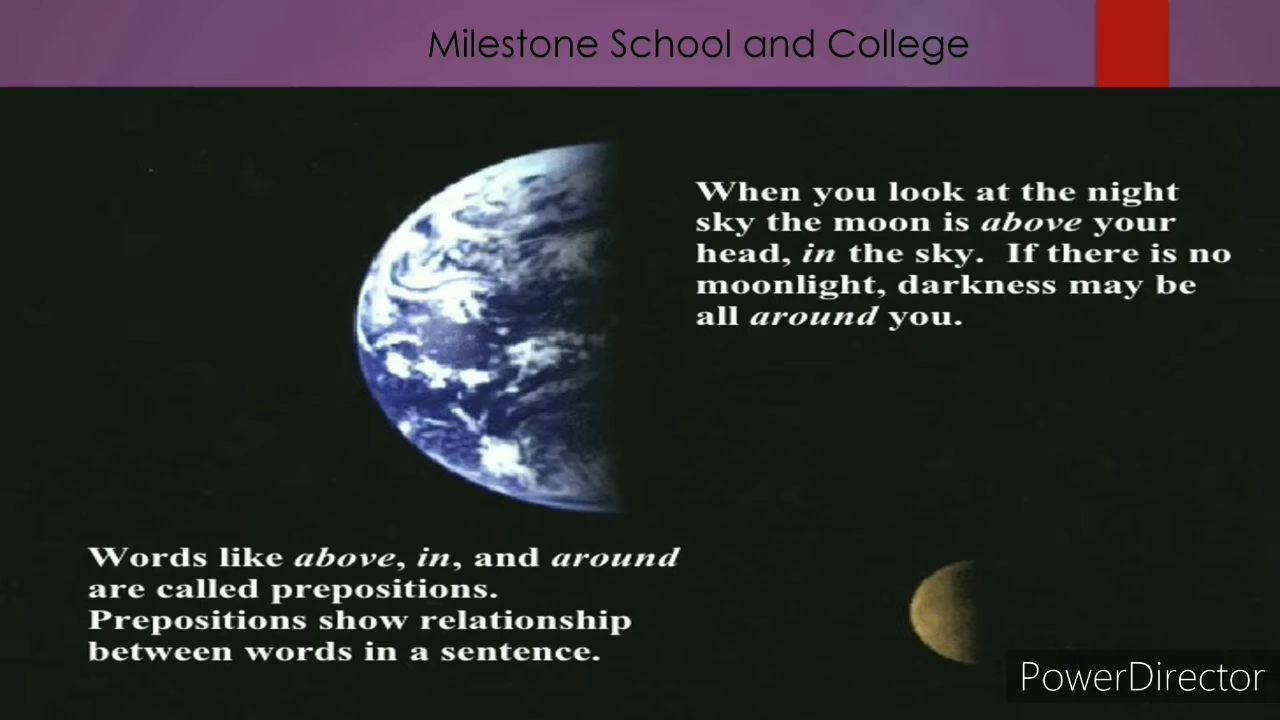 Milestone School and College
When you look at the night
sky the moon is above your
head, in the sky. If there is no
moonlight, darkness may be
all around you.
Words like above, in, and around
are called prepositions.
Prepositions show relationship
between words in a sentence.
PowerDirector